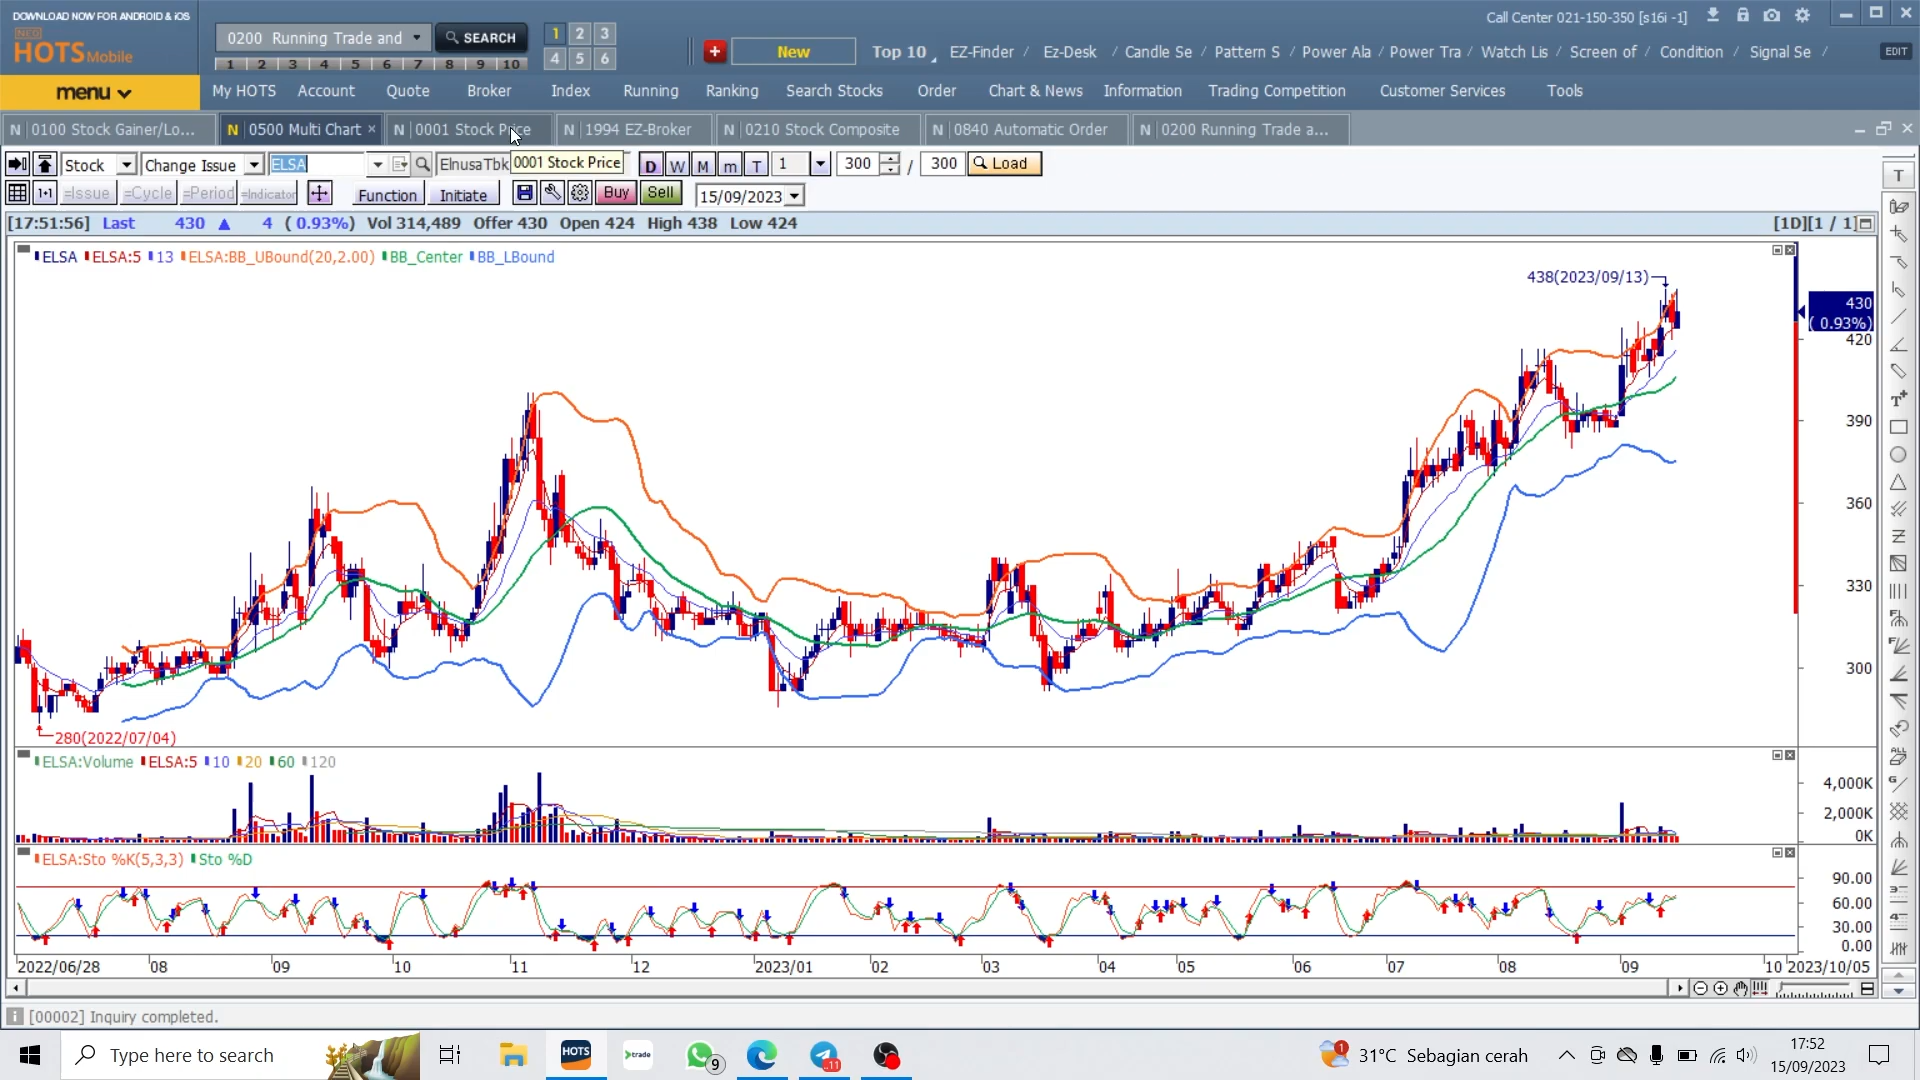 DOWNLOAD NOW FOR ANDROID & iOS
NEO
HOTS Mobile
0200 Running Trade and
SEARCH
1 2 3
4 5 6
1 2 3 4 5 6 7 8 9 10
New
Top 10
EZ-Finder / Ez-Desk / Candle Se / Pattern S / Power Ala / Power Tra / Watch Lis / Screen of / Condition / Signal Se /
EDIT
Call Center 021-150-350 [s16i -1]
menu
My HOTS Account Quote Broker Index Running Ranking Search Stocks Order Chart & News Information Trading Competition Customer Services Tools
N 0100 Stock Gainer/Lo... N 0500 Multi Chart × N 0001 Stock Price N 1994 EZ-Broker N 0210 Stock Composite N 0840 Automatic Order N 0200 Running Trade a...
Stock Change Issue ELSA ElnusaTbk 0001 Stock Price D W M m T 1 300 / 300 Load
1·1 =Issue =Cycle =Period =Indicator Function Initiate Buy Sell 15/09/2023
[17:51:56] Last 430 ▲ 4 ( 0.93%) Vol 314,489 Offer 430 Open 424 High 438 Low 424 [1D][1 / 1]
ELSA ELSA:5 13 ELSA:BB_UBound(20,2.00) BB_Center BB_LBound
438(2023/09/13)
430
( 0.93%)
420
390
360
330
300
280(2022/07/04)
ELSA:Volume ELSA:5 10 20 60 120
4,000K
2,000K
0K
ELSA:Sto %K(5,3,3) Sto %D
90.00
60.00
30.00
0.00
2022/06/28 08 09 10 11 12 2023/01 02 03 04 05 06 07 08 09 10 2023/10/05
[00002] Inquiry completed.
Type here to search
HOTS
trade
9
11
1
31°C Sebagian cerah
17:52
15/09/2023